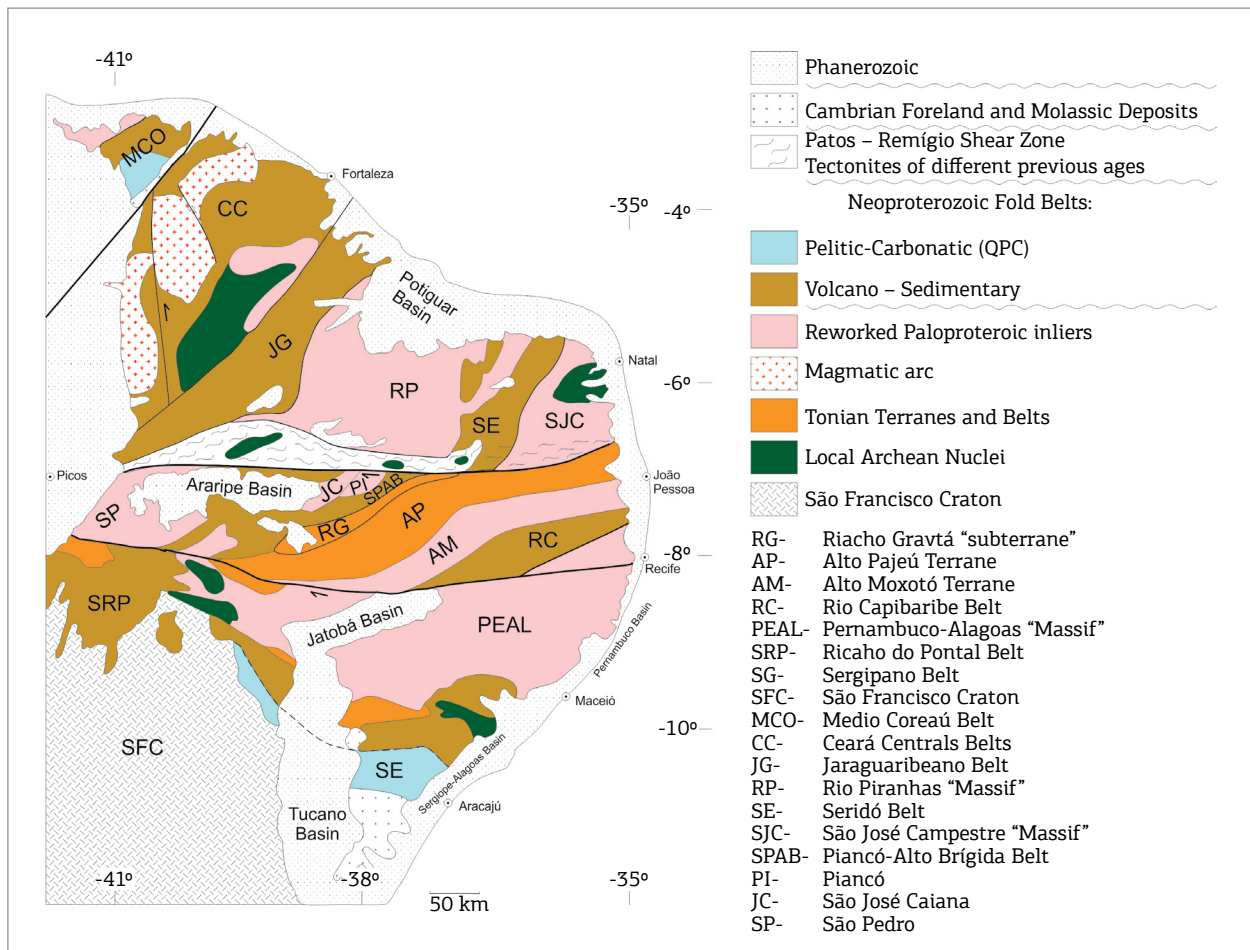 -41º
MCO
Fortaleza
CC
-35º
-4º
Potiguar
Basin
JG
RP
Natal
-6º
SE
SJC
Picos
João
Pessoa
Araripe Basin
JC
PI
SPAB
SP
RG
AP
AM
RC
-8º
Recife
SRP
Jatobá Basin
PEAL
Pernambuco Basin
Maceió
-10º
SFC
SE
Sergiope-Alagoas Basin
Aracajú
Tucano
Basin
-41º
-38º
-35º
50 km
Phanerozoic
Cambrian Foreland and Molassic Deposits
Patos – Remígio Shear Zone
Tectonites of different previous ages
Neoproterozoic Fold Belts:
Pelitic-Carbonatic (QPC)
Volcano – Sedimentary
Reworked Paloproteroic inliers
Magmatic arc
Tonian Terranes and Belts
Local Archean Nuclei
São Francisco Craton
RG- Riacho Gravtá “subterrane”
AP- Alto Pajeú Terrane
AM- Alto Moxotó Terrane
RC- Rio Capibaribe Belt
PEAL- Pernambuco-Alagoas “Massif”
SRP- Ricaho do Pontal Belt
SG- Sergipano Belt
SFC- São Francisco Craton
MCO- Medio Coreaú Belt
CC- Ceará Centrals Belts
JG- Jaraguaribeano Belt
RP- Rio Piranhas “Massif”
SE- Seridó Belt
SJC- São José Campestre “Massif”
SPAB- Piancó-Alto Brígida Belt
PI- Piancó
JC- São José Caiana
SP- São Pedro